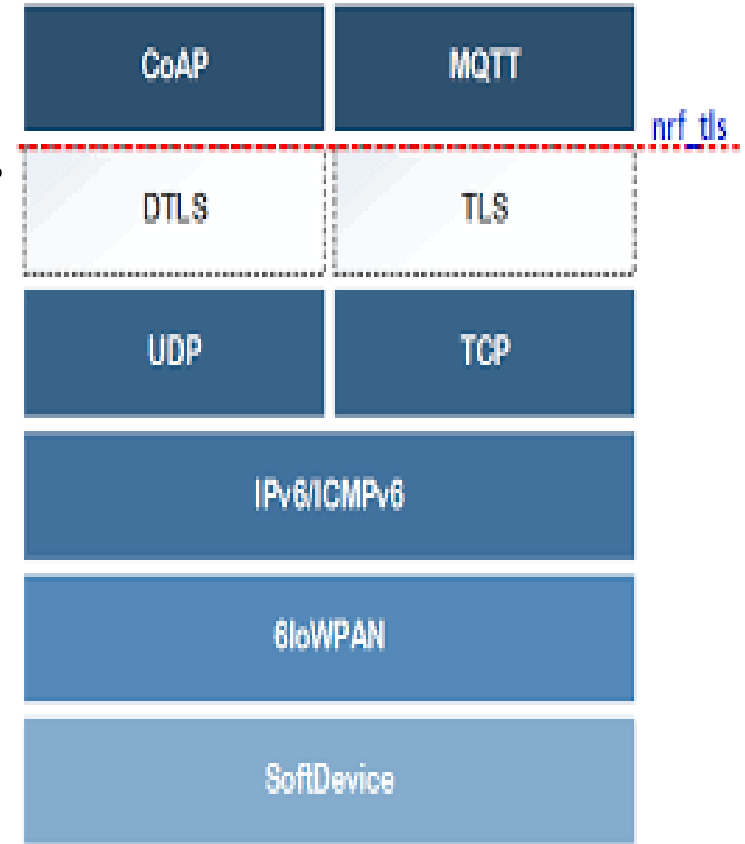 CoAP MQTT
nrf_tls
DTLS TLS
UDP TCP
IPv6/ICMPv6
6loWPAN
SoftDevice